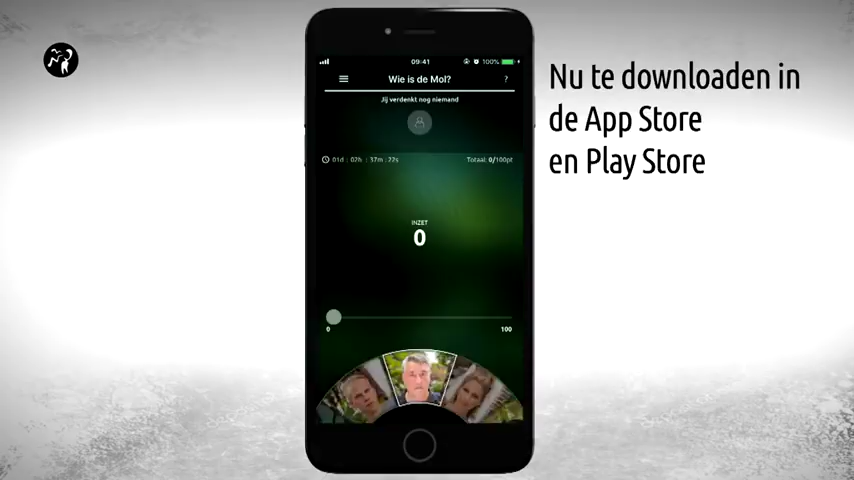 09:41
100%
Wie is de Mol?
?
Jij verdenkt nog niemand
01d : 02h : 37m : 22s
Totaal: 0/100pt
INZET
0
0
100
Nu te downloaden in
de App Store
en Play Store